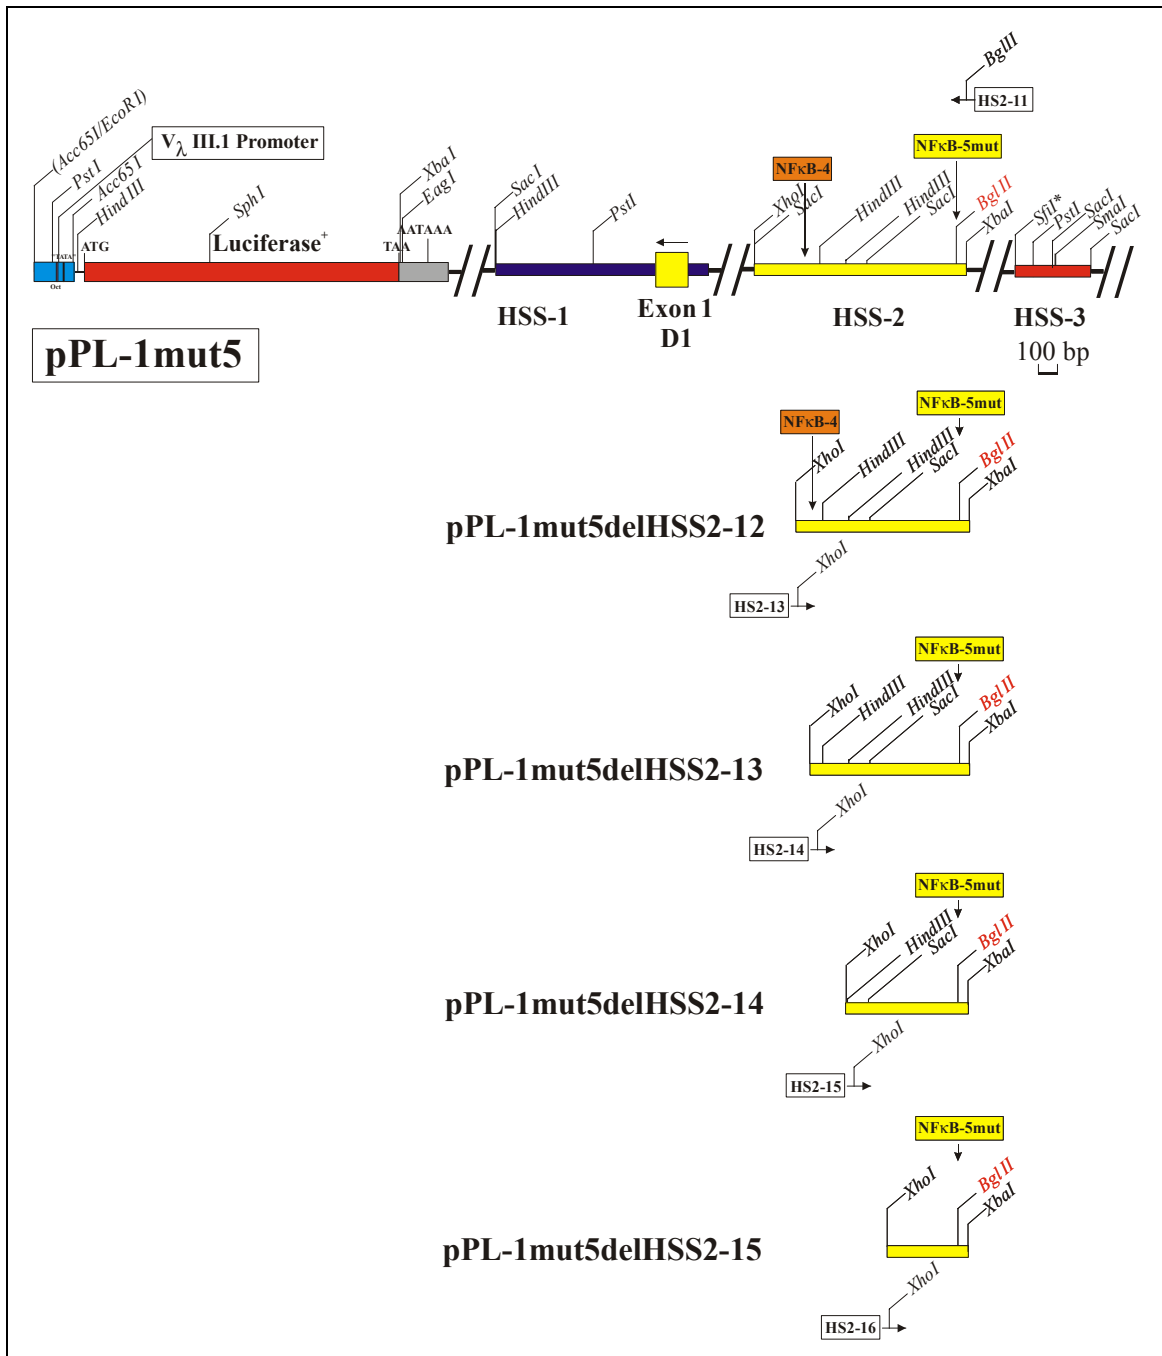 BglII
HS2-11
(Acc65I/EcoRI)
PstI
Acc65I
HindIII
V λ III.1 Promoter
SphI
XbaI
EagI
SacI
HindIII
PstI
NFκB-4
NFκB-5mut
XhoI
SacI
HindIII
HindIII
SacI
BglII
XbaI
SfiI*
PstI
SacI
SmaI
SacI
"TATA"
Oct
ATG
Luciferase+
TAA
AATAAA
HSS-1
Exon 1
D1
HSS-2
HSS-3
100 bp
pPL-1mut5
NFκB-4
NFκB-5mut
XhoI
HindIII
HindIII
SacI
BglII
XbaI
pPL-1mut5delHSS2-12
XhoI
HS2-13
NFκB-5mut
XhoI
HindIII
HindIII
SacI
BglII
XbaI
pPL-1mut5delHSS2-13
XhoI
HS2-14
NFκB-5mut
XhoI
HindIII
SacI
BglII
XbaI
pPL-1mut5delHSS2-14
XhoI
HS2-15
NFκB-5mut
XhoI
BglII
XbaI
pPL-1mut5delHSS2-15
XhoI
HS2-16